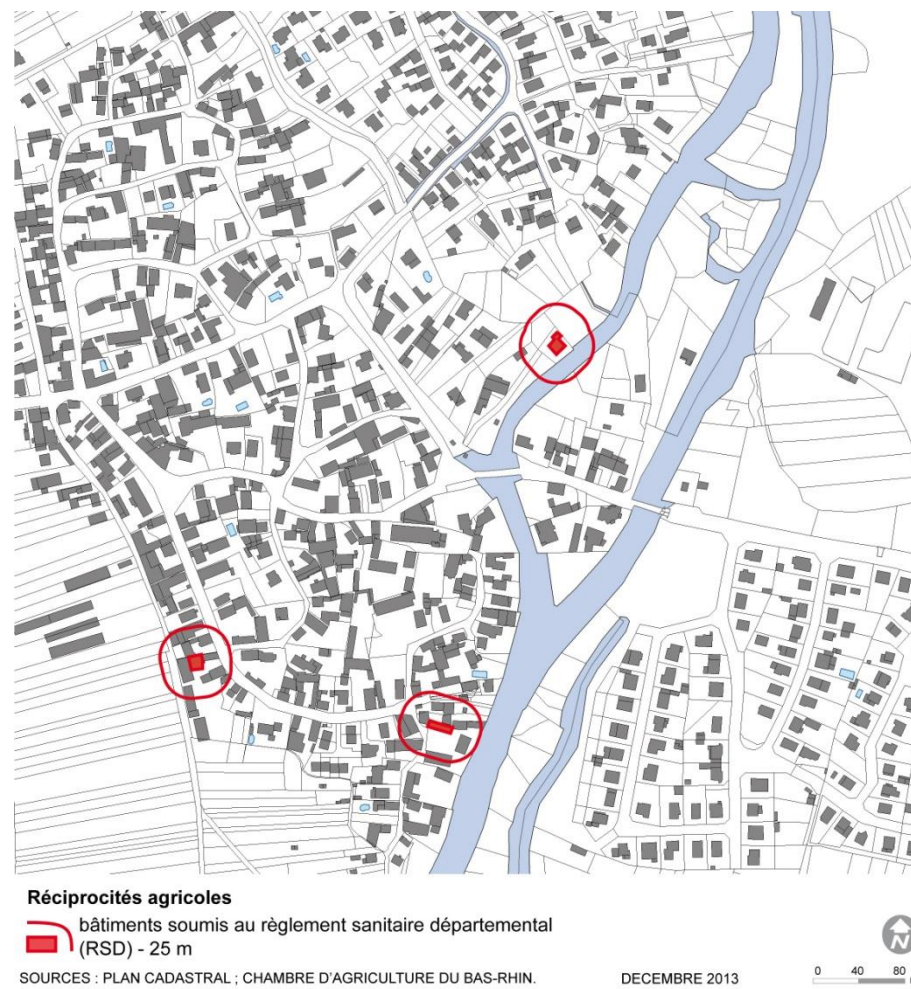 Réciprocités agricoles
bâtiments soumis au règlement sanitaire départemental
(RSD) - 25 m
N
SOURCES : PLAN CADASTRAL ; CHAMBRE D'AGRICULTURE DU BAS-RHIN. DECEMBRE 2013 0 40 80